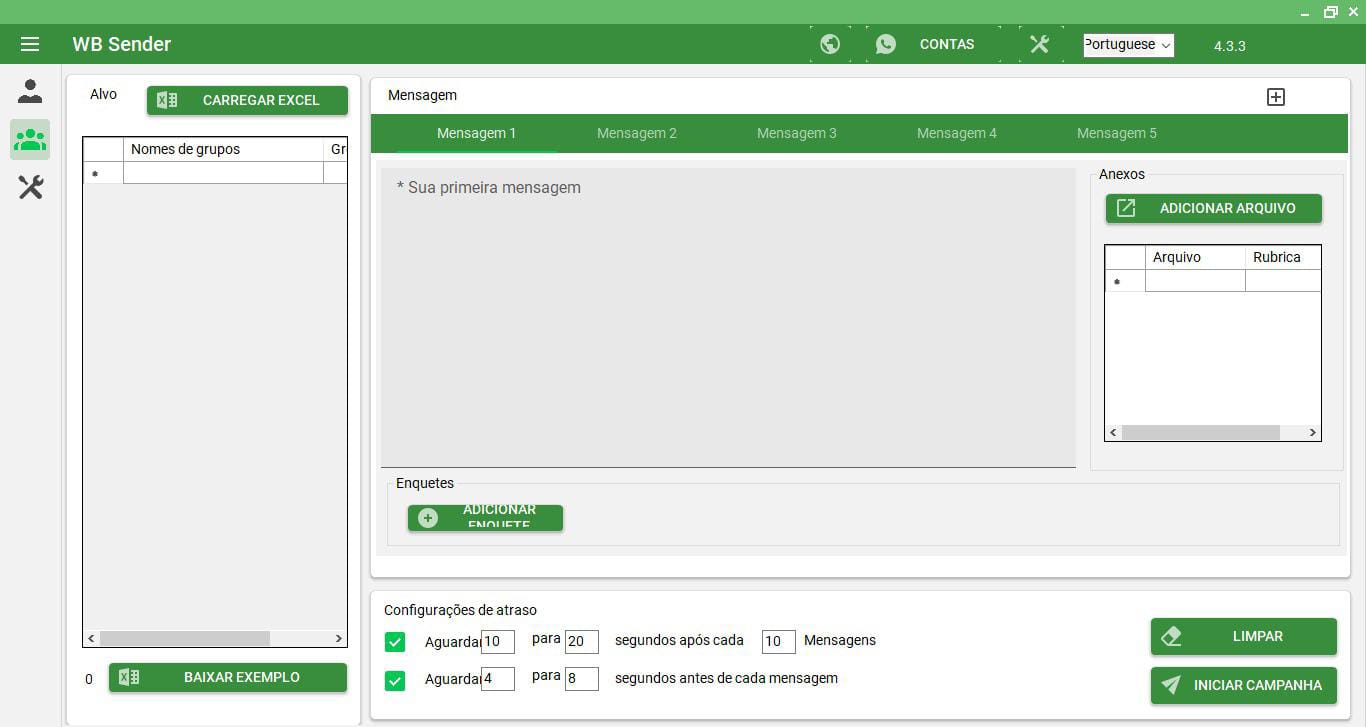 WB Sender
CONTAS
Portuguese
4.3.3
Alvo
CARREGAR EXCEL
Nomes de grupos
Gr
*
0
BAIXAR EXEMPLO
Mensagem
Mensagem 1
Mensagem 2
Mensagem 3
Mensagem 4
Mensagem 5
* Sua primeira mensagem
Anexos
ADICIONAR ARQUIVO
Arquivo
Rubrica
*
Enquetes
ADICIONAR
ENQUETE
Configurações de atraso
Aguardar 10 para 20 segundos após cada 10 Mensagens
Aguardar 4 para 8 segundos antes de cada mensagem
LIMPAR
INICIAR CAMPANHA